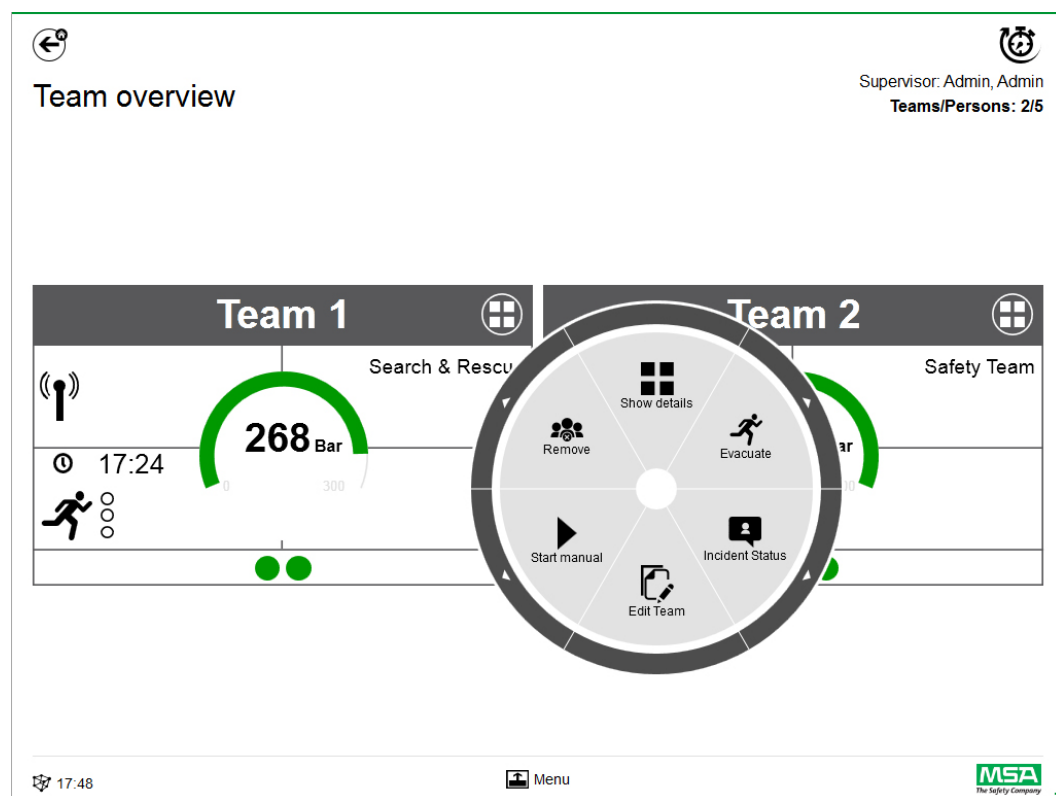 Supervisor: Admin, Admin
Team overview
Teams/Persons: 2/5
Team 1
Team 2
Search & Rescu
Safety Team
Show details
268 Bar
Remove
Evacuate
ar
17:24
0
300
00
Start manual
Incident Status
Edit Team
17:48
Menu
MSA
The Safety Company